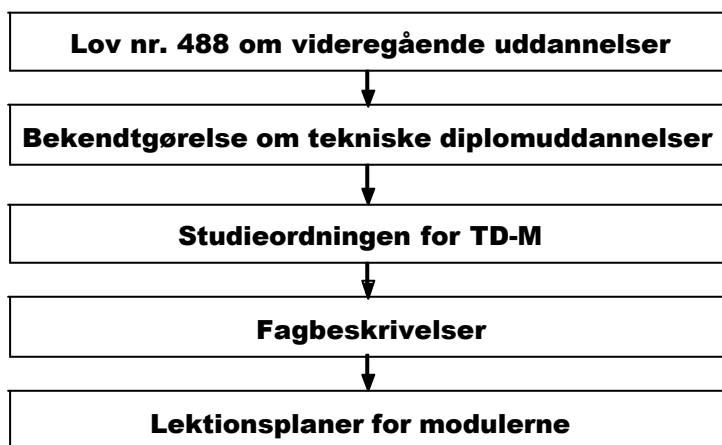 Lov nr. 488 om videregående uddannelser
Bekendtgørelse om tekniske diplomuddannelser
Studieordningen for TD-M
Fagbeskrivelser
Lektionsplaner for modulerne